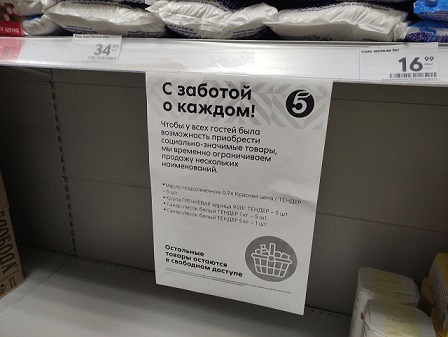 34
Соль
16 99
С заботой
о каждом!
5
Чтобы у всех гостей была
возможность приобрести
социально-значимые товары,
мы временно ограничиваем
продажу нескольких
наименований.
• Масло подсолнечное 0,9л Красная цена / ТЕНДЕР
– 5 шт.
• Крупа ГРЕЧНЕВАЯ ядрица 900г ТЕНДЕР – 5 шт.
• Сахар-песок белый ТЕНДЕР 1 кг – 5 шт.
• Сахар-песок белый ТЕНДЕР 5 кг – 1 шт.
Остальные
товары остаются
в свободном доступе